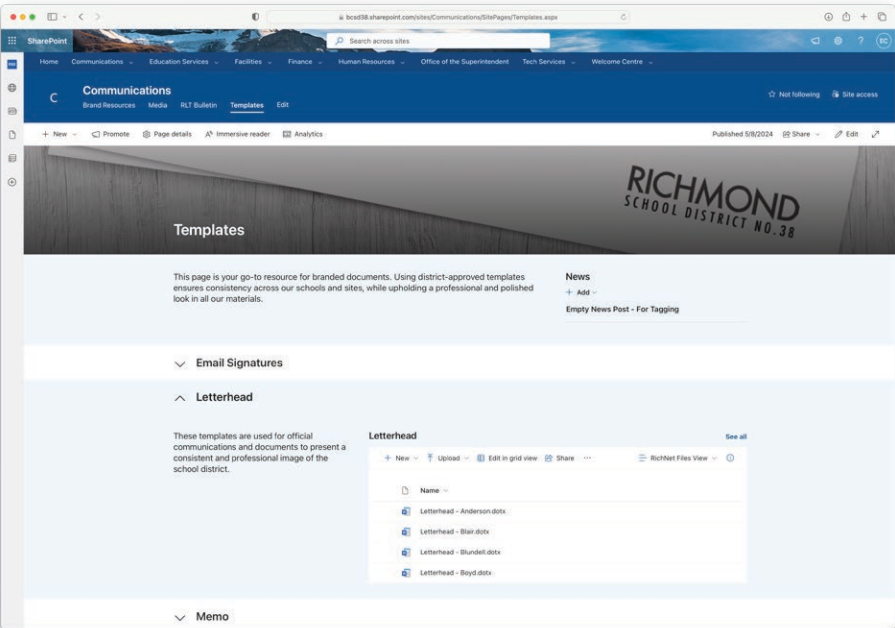 bcsd38.sharepoint.com/sites/Communications/SitePages/Templates.aspx
SharePoint
Search across sites
EC
Home Communications Education Services Facilities Finance Human Resources Office of the Superintendent Tech Services Welcome Centre
C
Communications
Brand Resources Media RLT Bulletin Templates Edit
Not following Site access
+ New Promote Page details Immersive reader Analytics Published 5/8/2024 Share Edit
RICHMOND
SCHOOL DISTRICT NO.38
Templates
This page is your go-to resource for branded documents. Using district-approved templates
ensures consistency across our schools and sites, while upholding a professional and polished
look in all our materials.
News
+ Add
Empty News Post - For Tagging
Email Signatures
Letterhead
These templates are used for official
communications and documents to present a
consistent and professional image of the
school district.
Letterhead See all
+ New Upload Edit in grid view Share ··· RichNet Files View
Name
Letterhead - Anderson.dotx
Letterhead - Blair.dotx
Letterhead - Blundell.dotx
Letterhead - Boyd.dotx
Memo